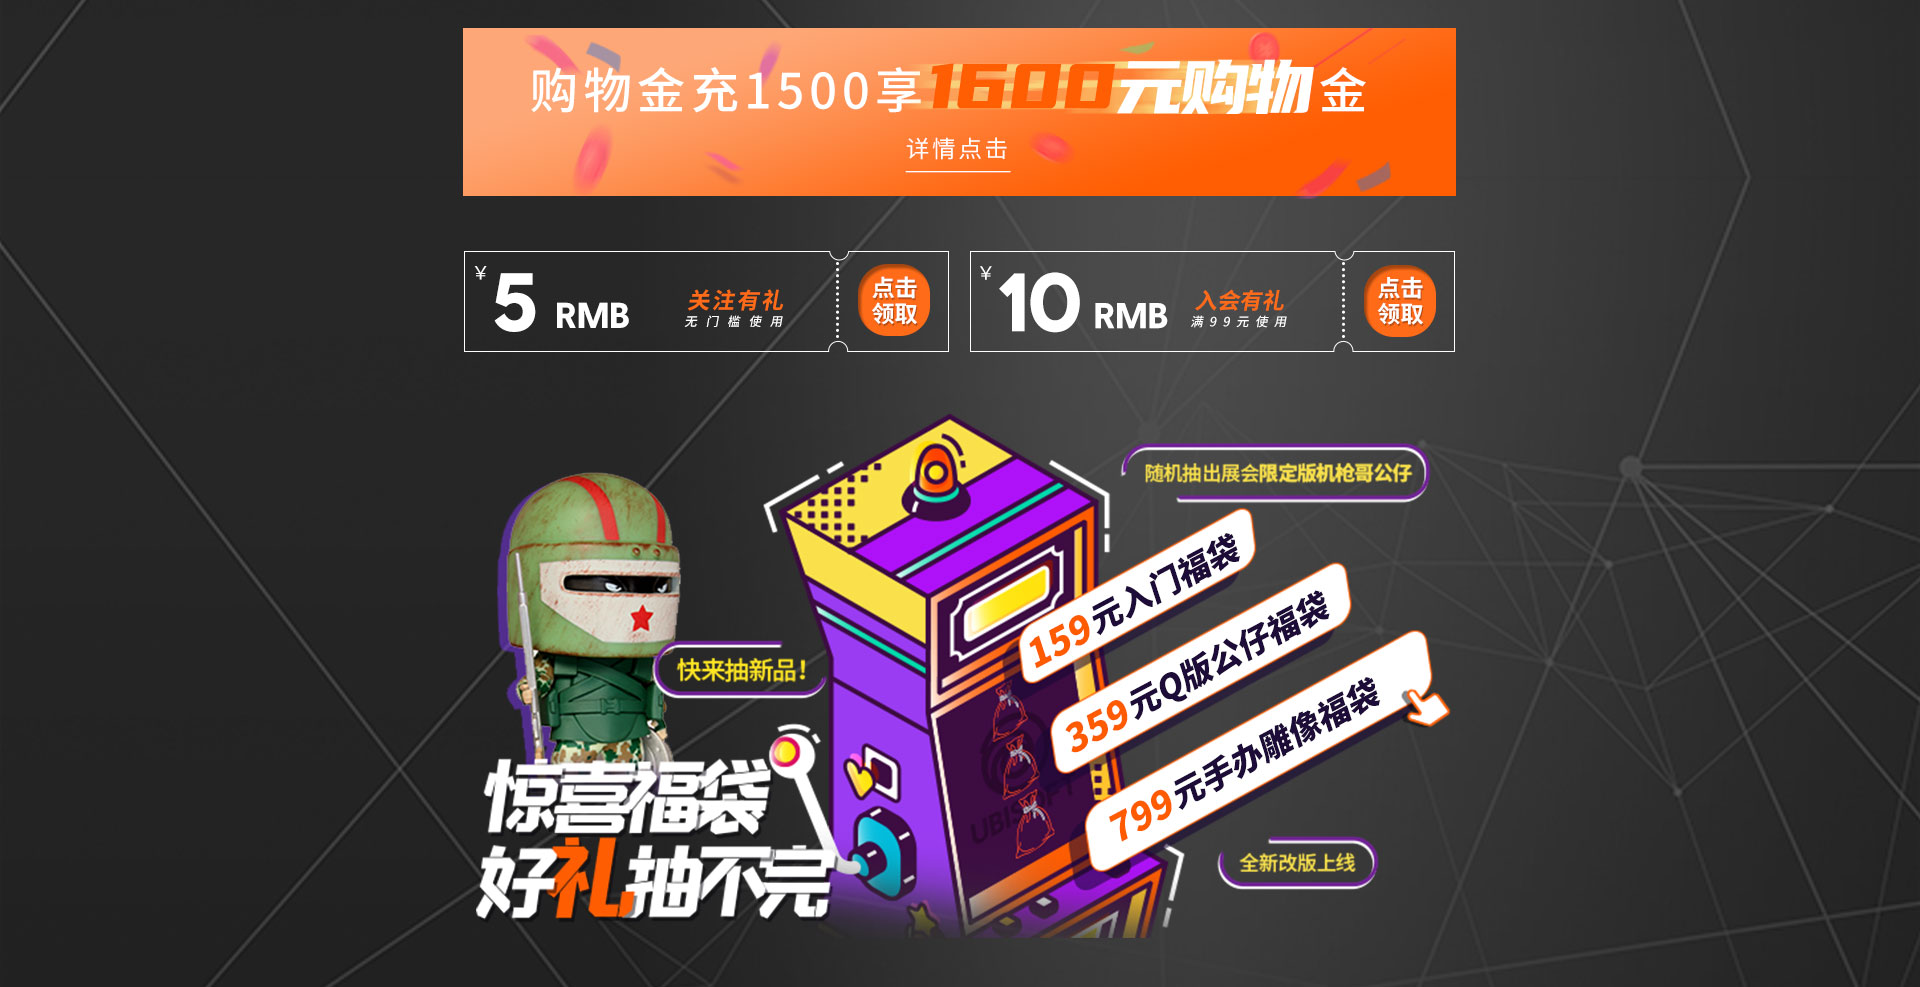 购物金充1500享1600元购物金
详情点击
¥5 RMB
关注有礼
无门槛使用
点击
领取
¥10 RMB
入会有礼
满99元使用
点击
领取
随机抽出展会限定版机枪哥公仔
159元入门福袋
359元Q版公仔福袋
799元手办雕像福袋
快来抽新品!
UBISOFT
惊喜福袋
好礼抽不完
全新改版上线